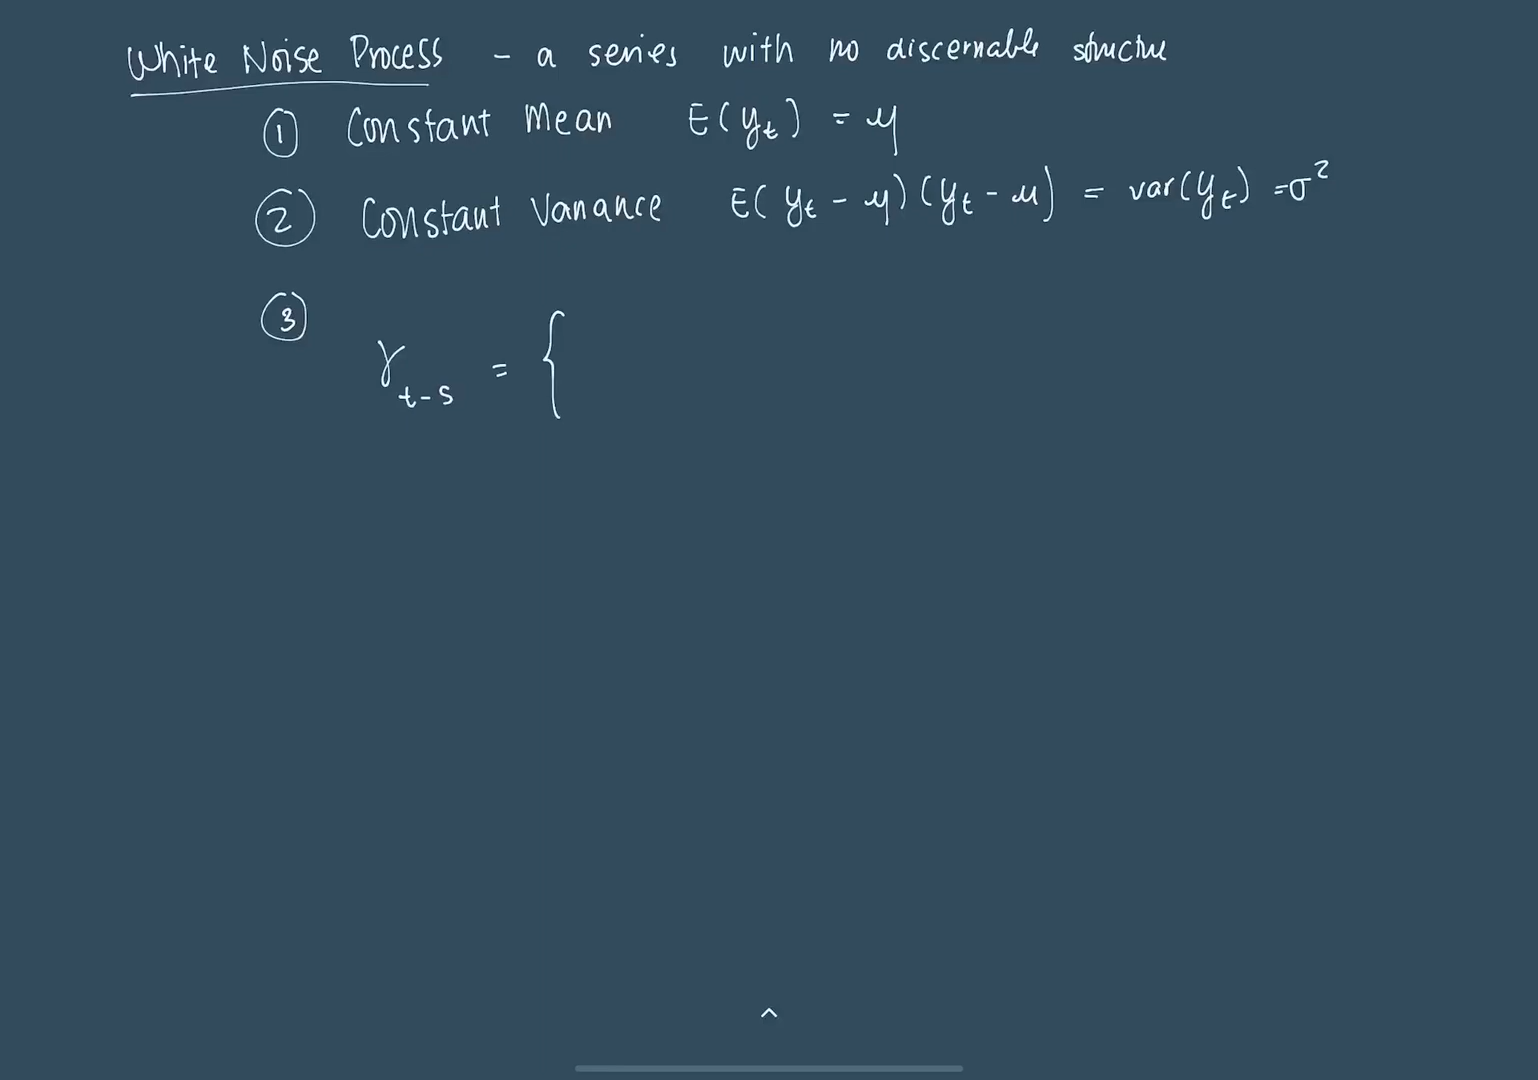 White Noise Process - a series with no discernable structure
① Constant Mean E(yₜ) = μ
② Constant Variance E(yₜ - μ)(yₜ - μ) = var(yₜ) = σ²
③
γ_{t-s} = {